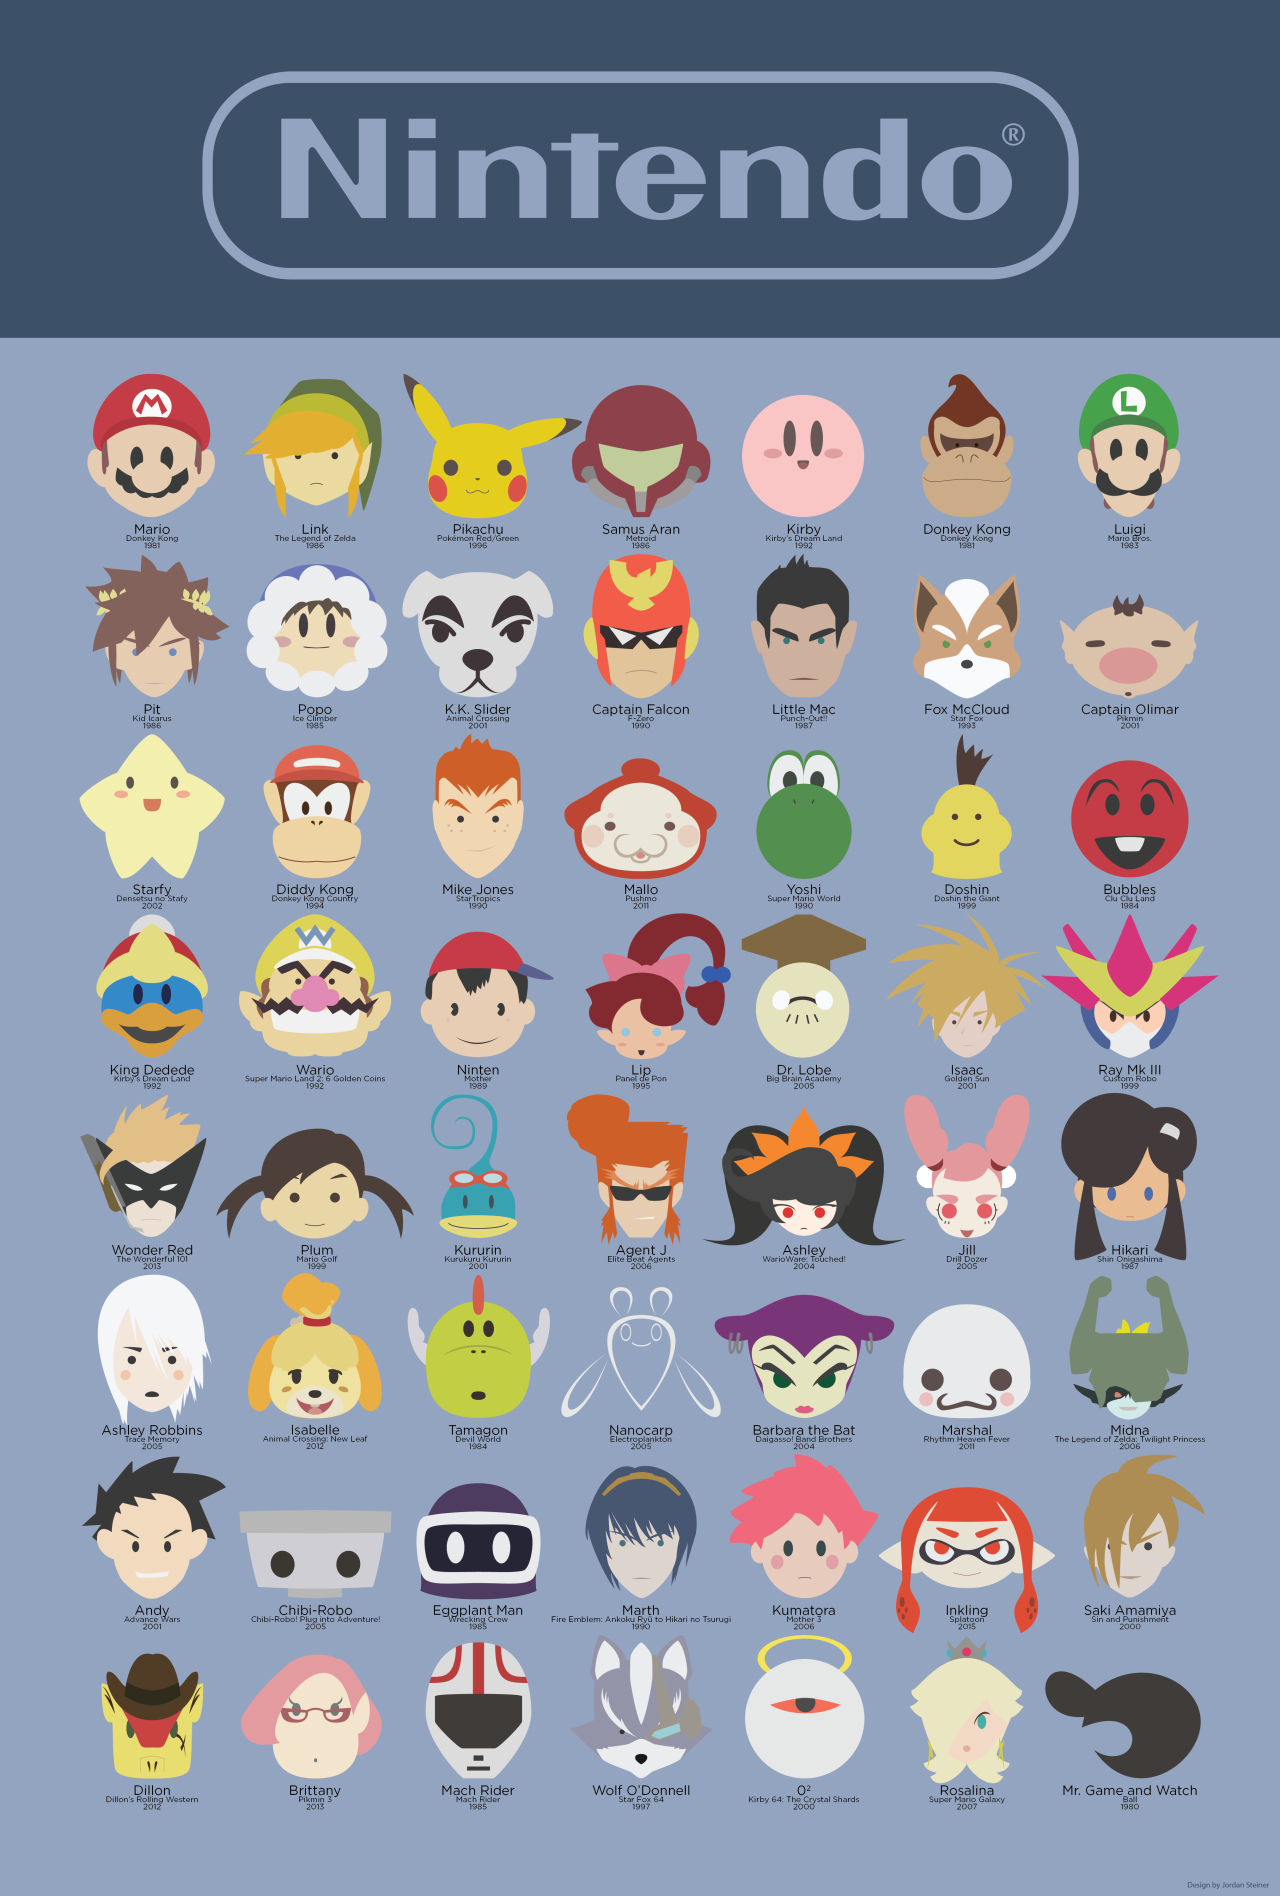 Nintendo®
M
L
Mario
Donkey Kong
1981
Link
The Legend of Zelda
1986
Pikachu
Pokémon Red/Green
1996
Samus Aran
Metroid
1986
Kirby
Kirby's Dream Land
1992
Donkey Kong
Donkey Kong
1981
Luigi
Mario Bros.
1983
Pit
Kid Icarus
1986
Popo
Ice Climber
1985
K.K. Slider
Animal Crossing
2001
Captain Falcon
F-Zero
1990
Little Mac
Punch-Out!!
1987
Fox McCloud
Star Fox
1993
Captain Olimar
Pikmin
2001
Starfy
Densetsu no Stafy
2002
Diddy Kong
Donkey Kong Country
1994
Mike Jones
StarTropics
1990
Mallo
Pushmo
2011
Yoshi
Super Mario World
1990
Doshin
Doshin the Giant
1999
Bubbles
Clu Clu Land
1984
W
King Dedede
Kirby's Dream Land
1992
Wario
Super Mario Land 2: 6 Golden Coins
1992
Ninten
Mother
1989
Lip
Panel de Pon
1995
Dr. Lobe
Big Brain Academy
2005
Isaac
Golden Sun
2001
Ray Mk III
Custom Robo
1999
Wonder Red
The Wonderful 101
2013
Plum
Mario Golf
1999
Kururin
Kurukuru Kururin
2001
Agent J
Elite Beat Agents
2006
Ashley
WarioWare: Touched!
2004
Jill
Drill Dozer
2005
Hikari
Shin Onigashima
1987
Ashley Robbins
Trace Memory
2005
Isabelle
Animal Crossing: New Leaf
2012
Tamagon
Devil World
1984
Nanocarp
Electroplankton
2005
Barbara the Bat
Daigasso! Band Brothers
2004
Marshal
Rhythm Heaven Fever
2011
Midna
The Legend of Zelda: Twilight Princess
2006
Andy
Advance Wars
2001
Chibi-Robo
Chibi-Robo! Plug into Adventure!
2005
Eggplant Man
Wrecking Crew
1985
Marth
Fire Emblem: Ankoku Ryū to Hikari no Tsurugi
1990
Kumatora
Mother 3
2006
Inkling
Splatoon
2015
Saki Amamiya
Sin and Punishment
2000
Dillon
Dillon's Rolling Western
2012
Brittany
Pikmin 3
2013
Mach Rider
Mach Rider
1985
Wolf O'Donnell
Star Fox 64
1997
0²
Kirby 64: The Crystal Shards
2000
Rosalina
Super Mario Galaxy
2007
Mr. Game and Watch
Ball
1980
Design by Jordan Steiner